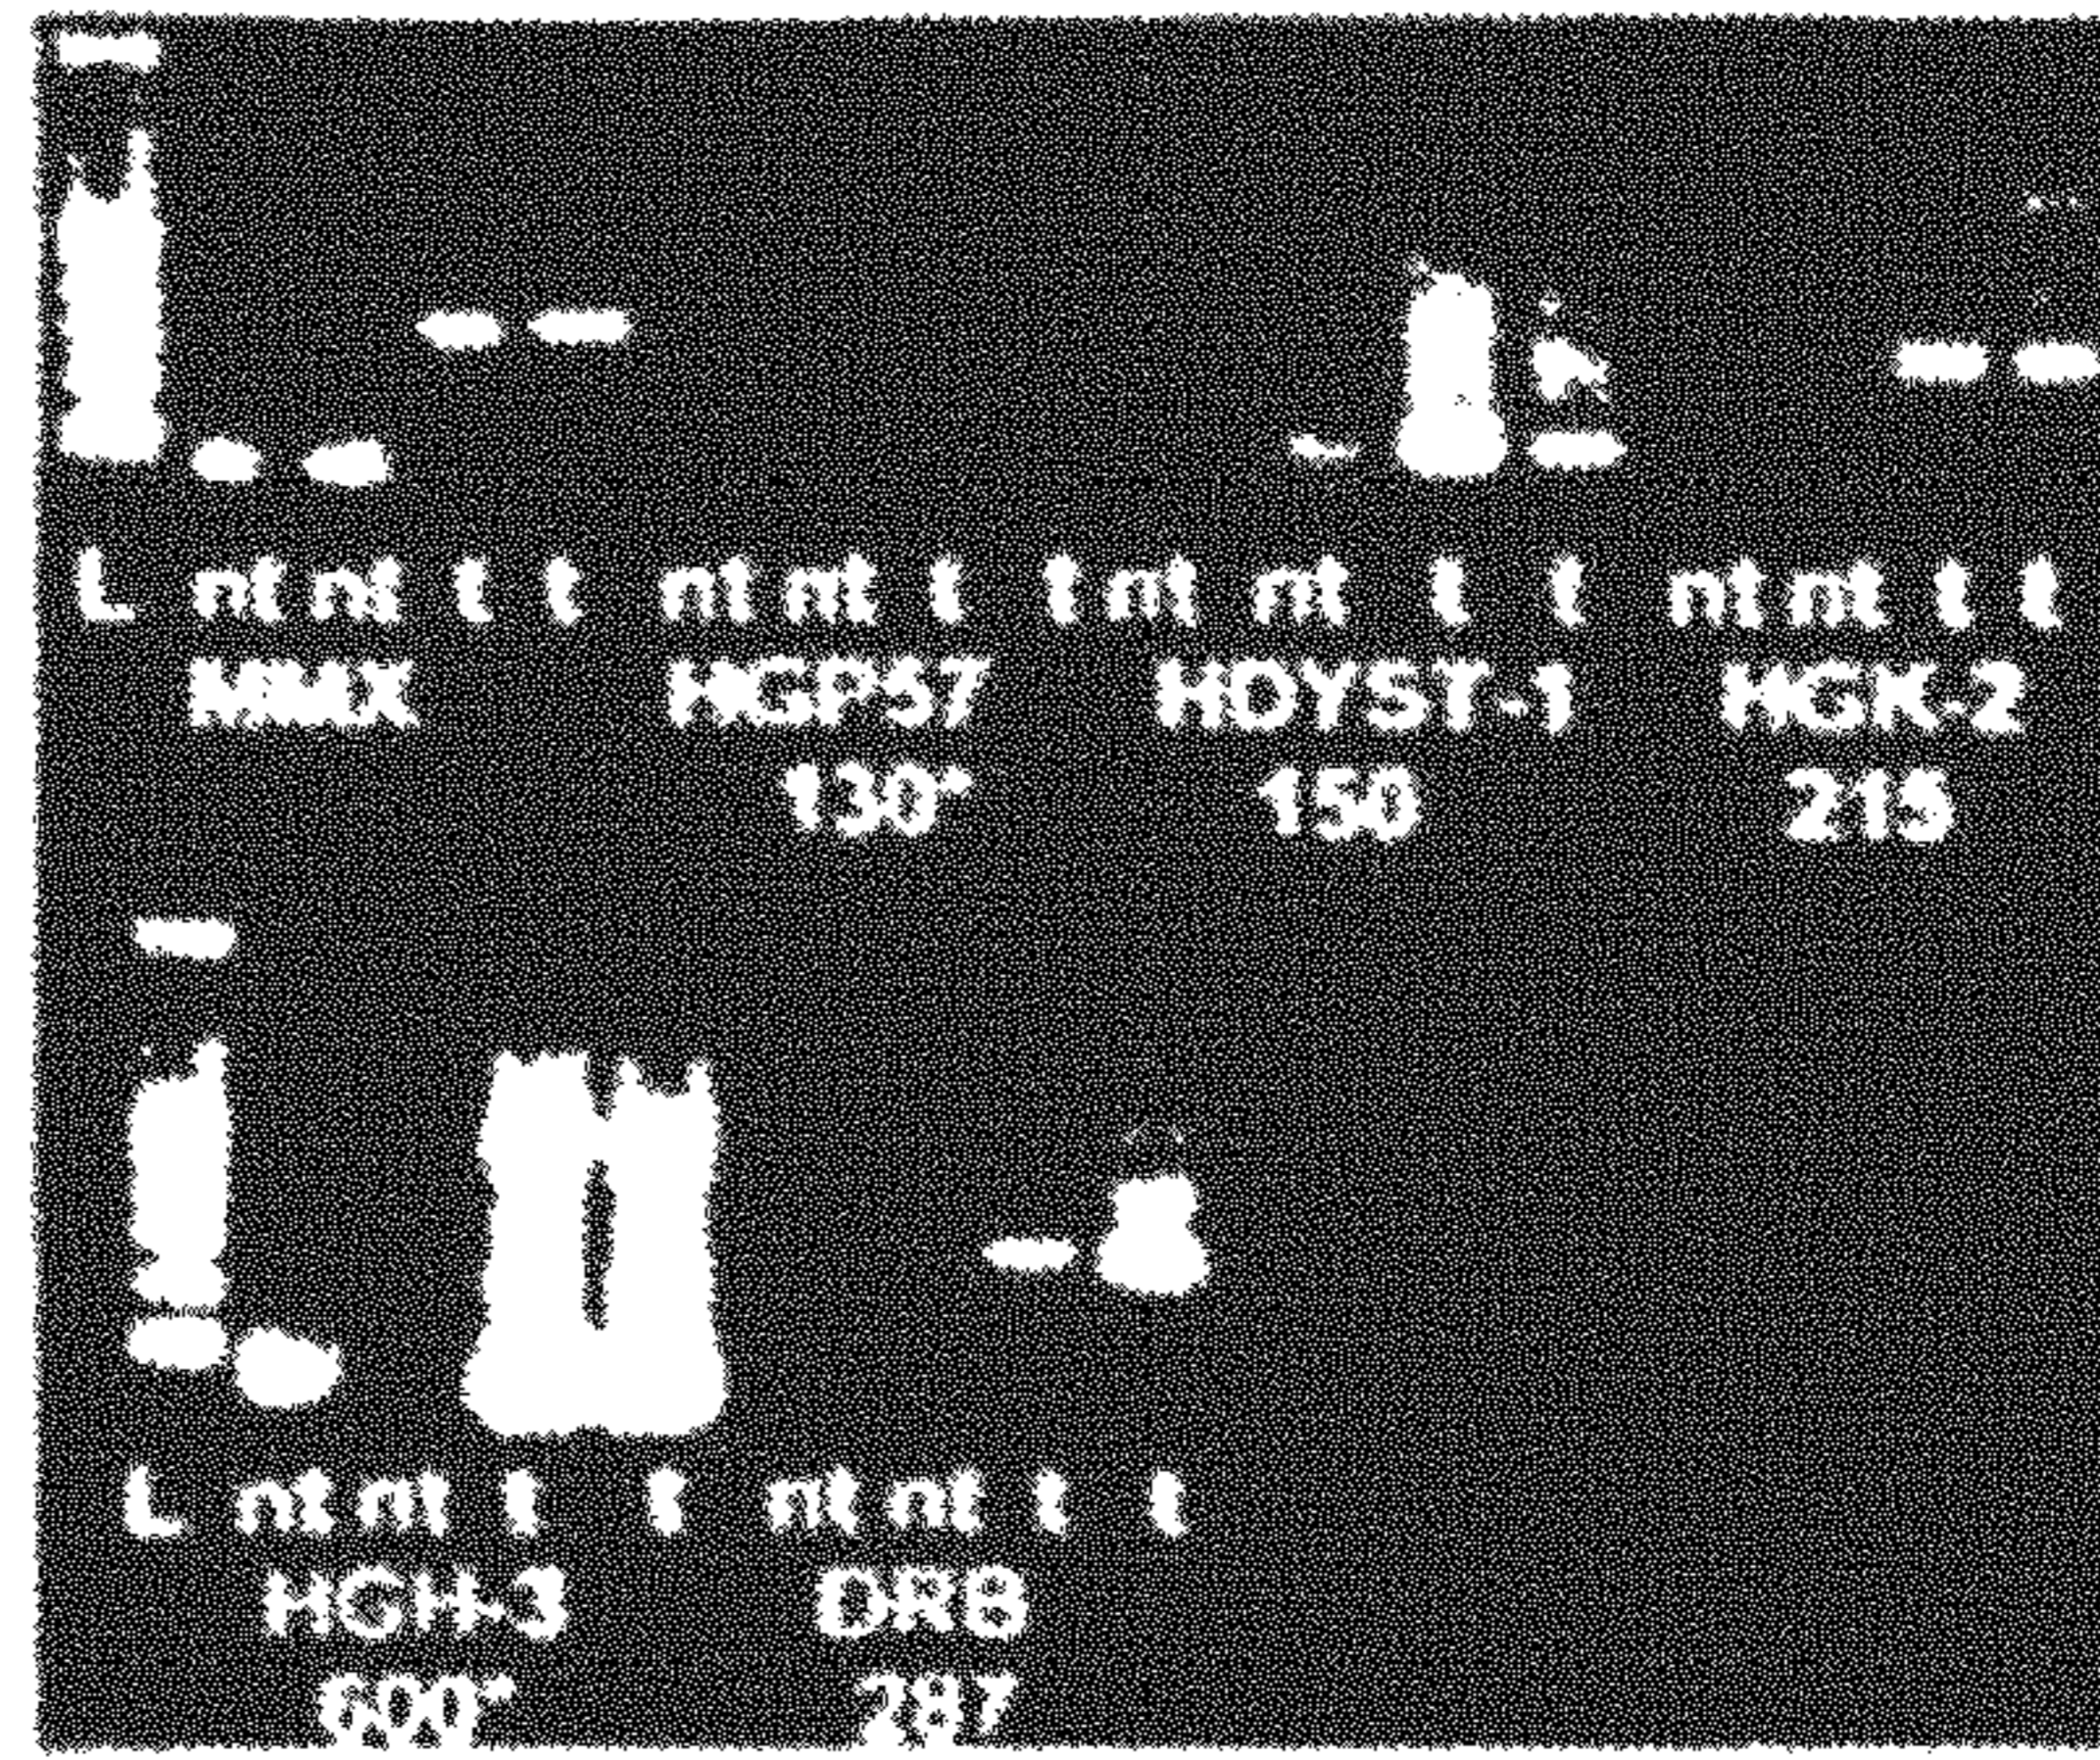 L nt nt t t nt nt t t nt nt t t nt nt t t
MMX HGP57 HOYST-1 HGK-2
130* 150 215
L nt nt t t nt nt t t
HGH-3 DR8
600* 287